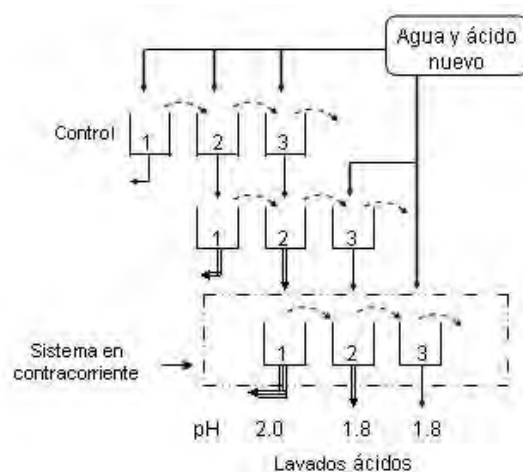 Agua y ácido
nuevo
Control
1 2 3
1 2 3
1 2 3
Sistema en
contracorriente
pH 2.0 1.8 1.8
Lavados ácidos